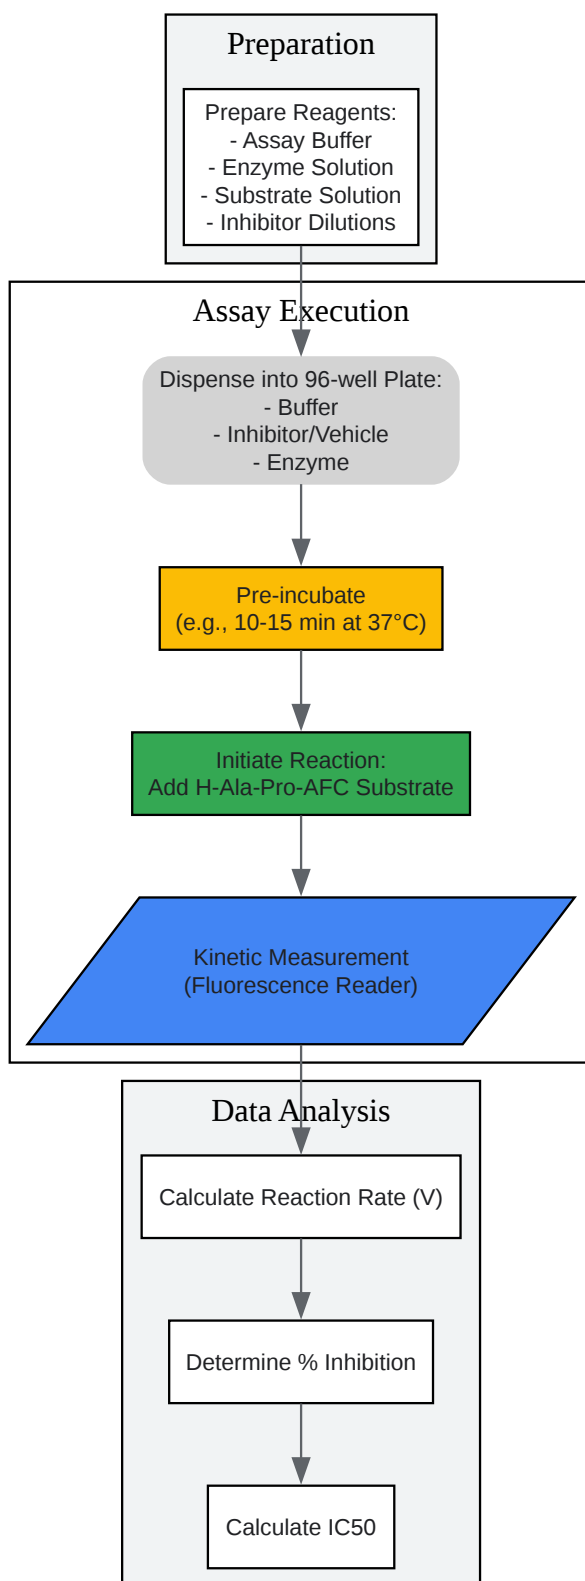 Preparation
Prepare Reagents:
- Assay Buffer
- Enzyme Solution
- Substrate Solution
- Inhibitor Dilutions
Assay Execution
Dispense into 96-well Plate:
- Buffer
- Inhibitor/Vehicle
- Enzyme
Pre-incubate
(e.g., 10-15 min at 37°C)
Initiate Reaction:
Add H-Ala-Pro-AFC Substrate
Kinetic Measurement
(Fluorescence Reader)
Data Analysis
Calculate Reaction Rate (V)
Determine % Inhibition
Calculate IC50